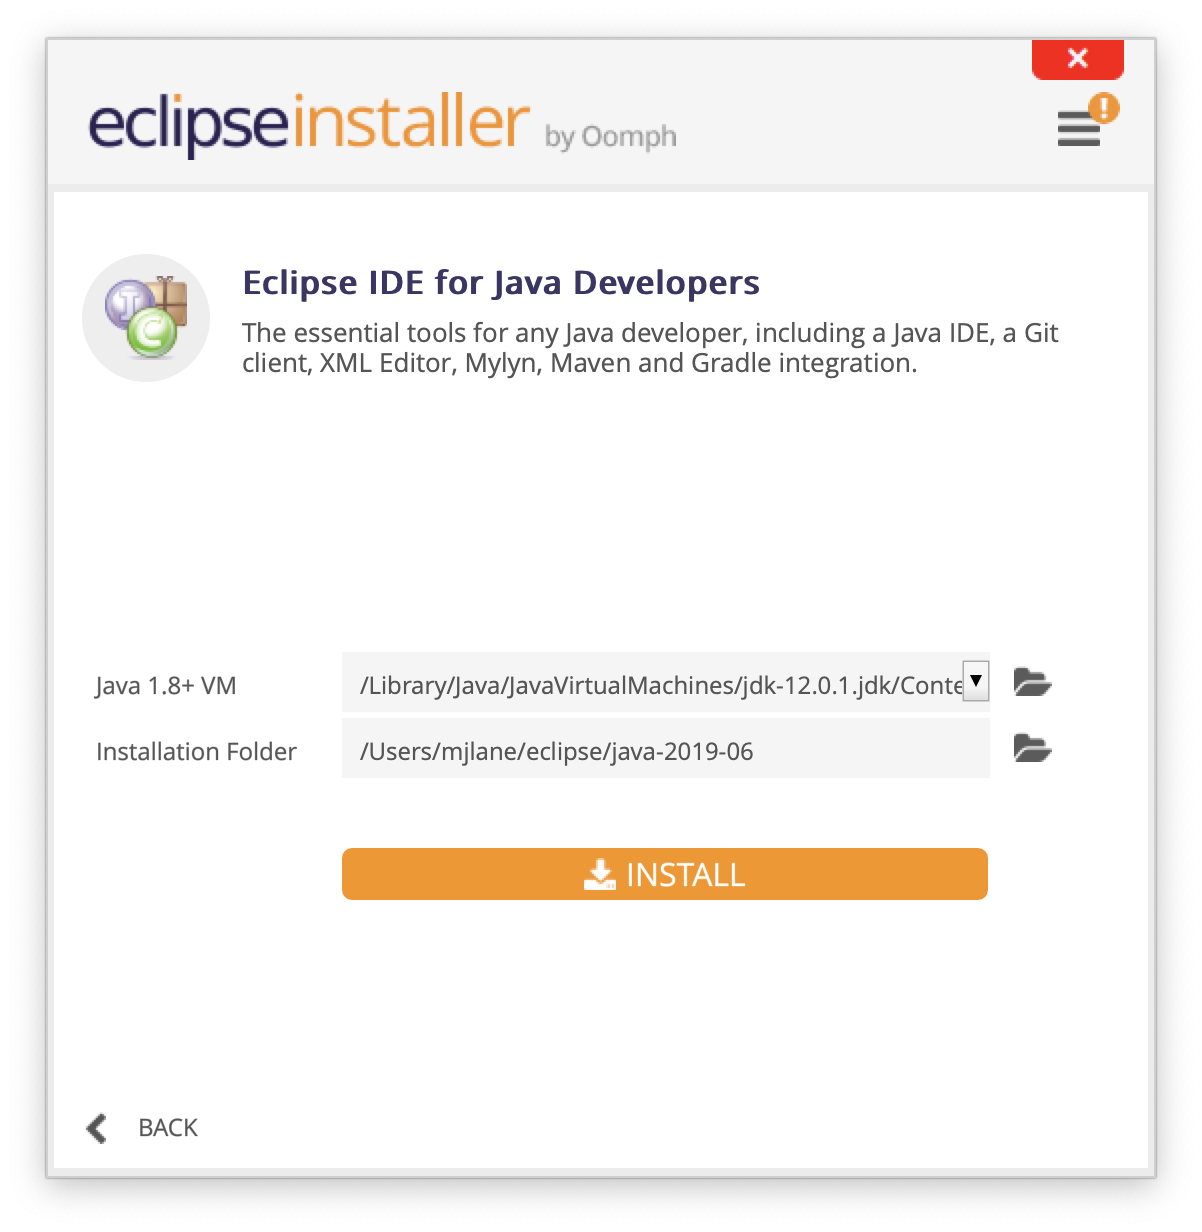 eclipseinstaller by Oomph
Eclipse IDE for Java Developers
The essential tools for any Java developer, including a Java IDE, a Git
client, XML Editor, Mylyn, Maven and Gradle integration.
Java 1.8+ VM
/Library/Java/JavaVirtualMachines/jdk-12.0.1.jdk/Conte
Installation Folder
/Users/mjlane/eclipse/java-2019-06
INSTALL
BACK